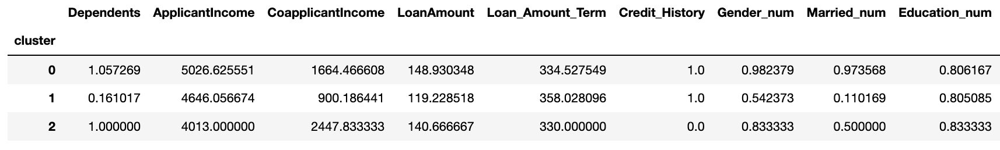 Dependents ApplicantIncome CoapplicantIncome LoanAmount Loan_Amount_Term Credit_History Gender_num Married_num Education_num
cluster
0 1.057269 5026.625551 1664.466608 148.930348 334.527549 1.0 0.982379 0.973568 0.806167
1 0.161017 4646.056674 900.186441 119.228518 358.028096 1.0 0.542373 0.110169 0.805085
2 1.000000 4013.000000 2447.833333 140.666667 330.000000 0.0 0.833333 0.500000 0.833333